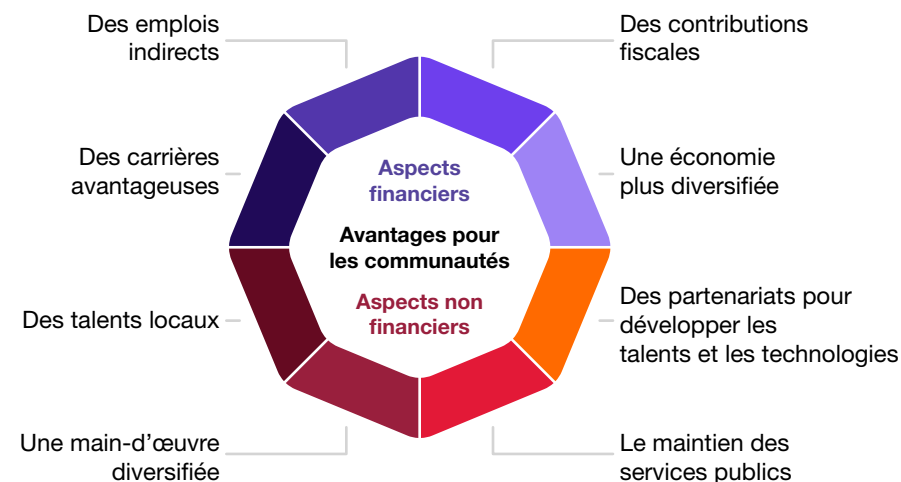 Des emplois
indirects
Des contributions
fiscales
Des carrières
avantageuses
Aspects
financiers
Une économie
plus diversifiée
Avantages pour
les communautés
Des talents locaux
Aspects non
financiers
Des partenariats pour
développer les
talents et les technologies
Une main-d’œuvre
diversifiée
Le maintien des
services publics